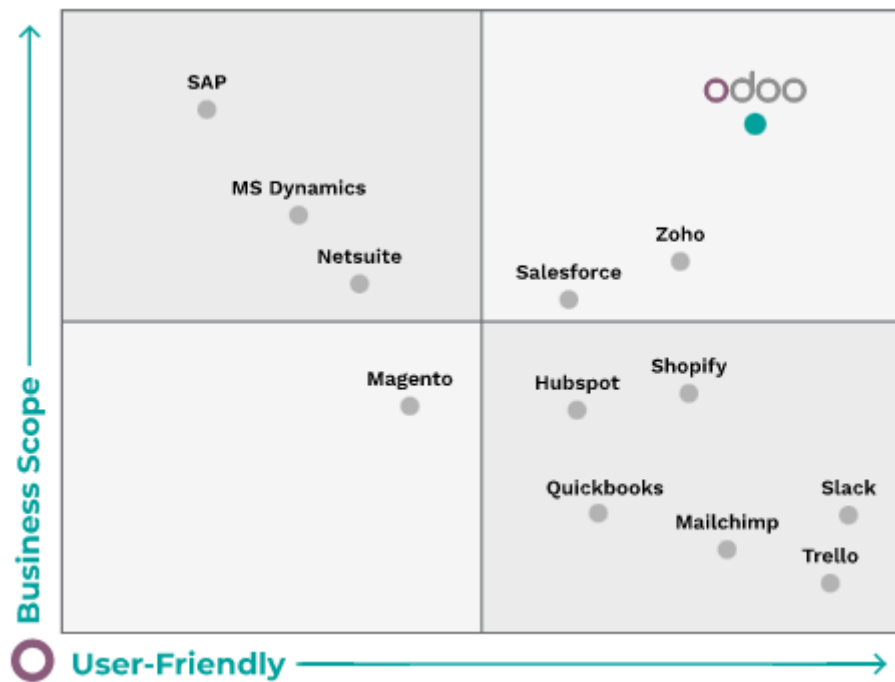 SAP
odoo
MS Dynamics
Zoho
Netsuite
Salesforce
Shopify
Magento
Hubspot
Quickbooks
Slack
Mailchimp
Trello
Business Scope
User-Friendly